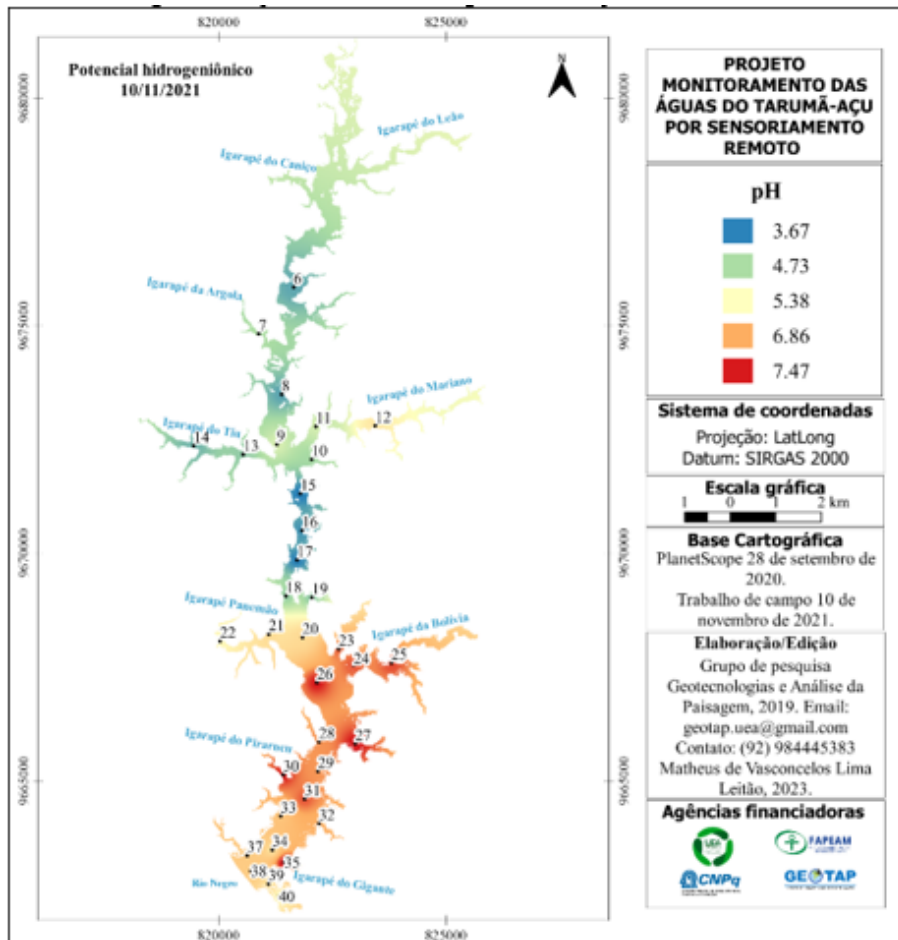 820000
825000
Potencial hidrogeniônico
10/11/2021
N
9680000
9675000
9670000
9665000
Igarapé do Leão
Igarapé do Caniço
Igarapé da Argola
Igarapé do Mariano
Igarapé do Tiu
Igarapé Panemão
Igarapé da Bolívia
Igarapé do Pirarucu
Igarapé do Gigante
Rio Negro
6
7
8
9
10
11
12
13
14
15
16
17
18
19
20
21
22
23
24
25
26
27
28
29
30
31
32
33
34
35
37
38
39
40
9680000
9675000
9670000
9665000
820000
825000
PROJETO
MONITORAMENTO DAS
ÁGUAS DO TARUMÃ-AÇU
POR SENSORIAMENTO
REMOTO
pH
3.67
4.73
5.38
6.86
7.47
Sistema de coordenadas
Projeção: LatLong
Datum: SIRGAS 2000
Escala gráfica
1 0 1 2 km
Base Cartográfica
PlanetScope 28 de setembro de
2020.
Trabalho de campo 10 de
novembro de 2021.
Elaboração/Edição
Grupo de pesquisa
Geotecnologias e Análise da
Paisagem, 2019. Email:
geotap.uea@gmail.com
Contato: (92) 984445383
Matheus de Vasconcelos Lima
Leitão, 2023.
Agências financiadoras
UEA
FAPEAM
CNPq
GEOTAP